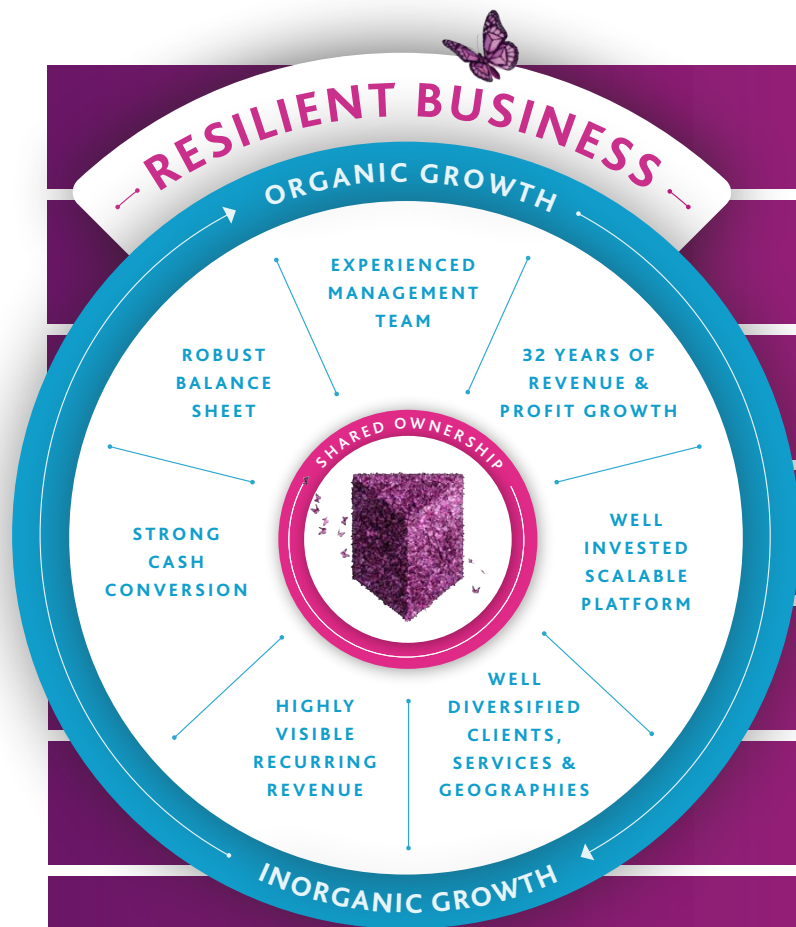 RESILIENT BUSINESS
ORGANIC GROWTH
EXPERIENCED
MANAGEMENT
TEAM
32 YEARS OF
REVENUE &
PROFIT GROWTH
WELL
INVESTED
SCALABLE
PLATFORM
WELL
DIVERSIFIED
CLIENTS,
SERVICES &
GEOGRAPHIES
HIGHLY
VISIBLE
RECURRING
REVENUE
STRONG
CASH
CONVERSION
ROBUST
BALANCE
SHEET
SHARED OWNERSHIP
INORGANIC GROWTH